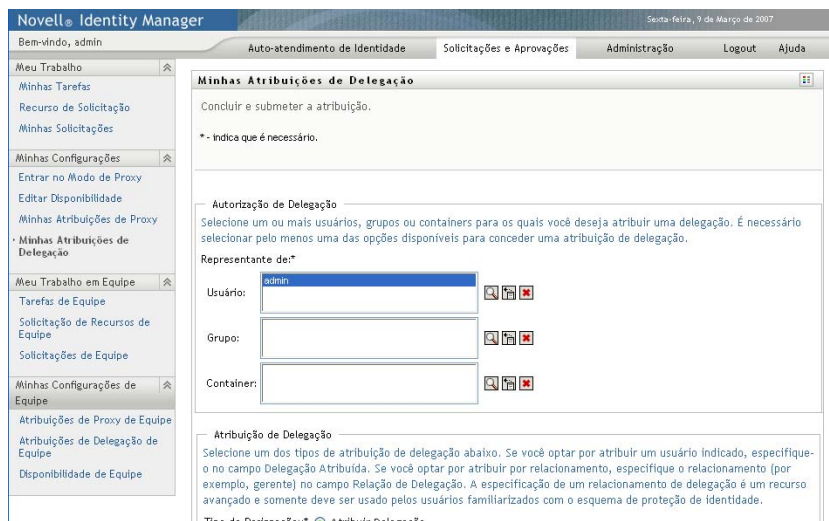 Novell® Identity Manager
Sexta-feira, 9 de Março de 2007
Bem-vindo, admin
Auto-atendimento de Identidade
Solicitações e Aprovações
Administração
Logout
Ajuda
Meu Trabalho
Minhas Tarefas
Recurso de Solicitação
Minhas Solicitações
Minhas Configurações
Entrar no Modo de Proxy
Editar Disponibilidade
Minhas Atribuições de Proxy
Minhas Atribuições de
Delegação
Meu Trabalho em Equipe
Tarefas de Equipe
Solicitação de Recursos de
Equipe
Solicitações de Equipe
Minhas Configurações de
Equipe
Atribuições de Proxy de Equipe
Atribuições de Delegação de
Equipe
Disponibilidade de Equipe
Minhas Atribuições de Delegação
Concluir e submeter a atribuição.
* - indica que é necessário.
Autorização de Delegação
Selecione um ou mais usuários, grupos ou containers para os quais você deseja atribuir uma delegação. É necessário
selecionar pelo menos uma das opções disponíveis para conceder uma atribuição de delegação.
Representante de:*
Usuário:
admin
Grupo:
Container:
Atribuição de Delegação
Selecione um dos tipos de atribuição de delegação abaixo. Se você optar por atribuir um usuário indicado, especifique-
o no campo Delegação Atribuída. Se você optar por atribuir por relacionamento, especifique o relacionamento (por
exemplo, gerente) no campo Relação de Delegação. A especificação de um relacionamento de delegação é um recurso
avançado e somente deve ser usado pelos usuários familiarizados com o esquema de proteção de identidade.
Atribuir Delegação